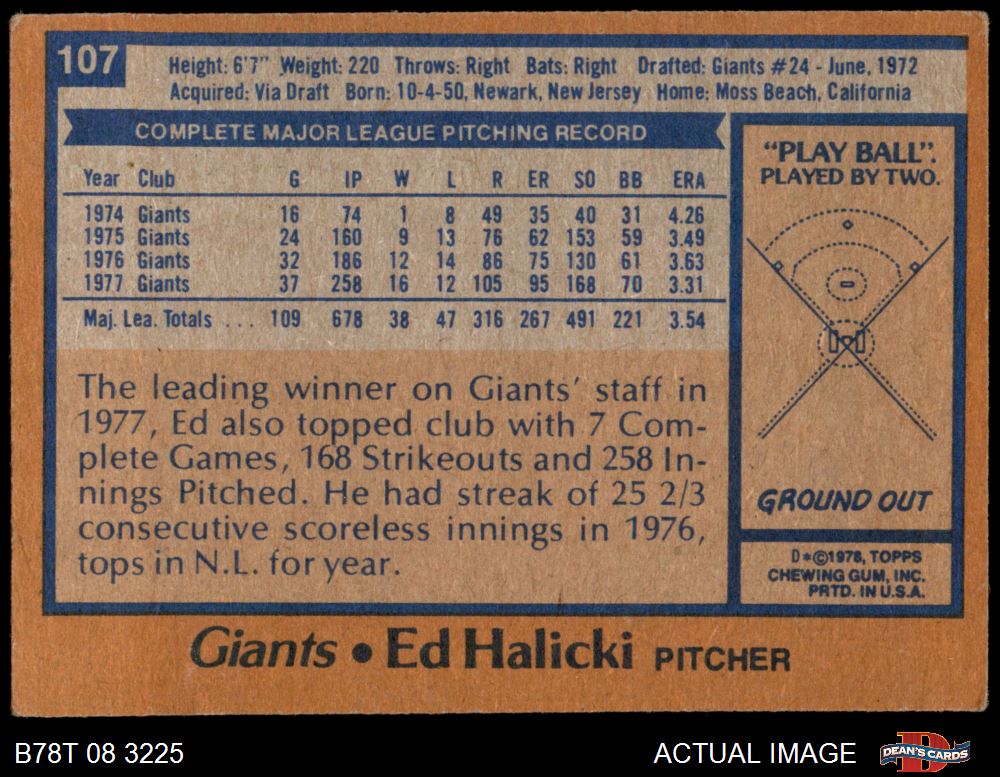 107
Height: 6'7" Weight: 220 Throws: Right Bats: Right Drafted: Giants #24 - June, 1972
Acquired: Via Draft Born: 10-4-50, Newark, New Jersey Home: Moss Beach, California
COMPLETE MAJOR LEAGUE PITCHING RECORD
Year Club G IP W L R ER SO BB ERA
1974 Giants 16 74 1 8 49 35 40 31 4.26
1975 Giants 24 160 9 13 76 62 153 59 3.49
1976 Giants 32 186 12 14 86 75 130 61 3.63
1977 Giants 37 258 16 12 105 95 168 70 3.31
Maj. Lea. Totals ... 109 678 38 47 316 267 491 221 3.54
The leading winner on Giants' staff in
1977, Ed also topped club with 7 Com-
plete Games, 168 Strikeouts and 258 In-
nings Pitched. He had streak of 25 2/3
consecutive scoreless innings in 1976,
tops in N.L. for year.
"PLAY BALL".
PLAYED BY TWO.
GROUND OUT
D*©1978, TOPPS
CHEWING GUM, INC.
PRTD. IN U.S.A.
Giants • Ed Halicki PITCHER
B78T 08 3225
ACTUAL IMAGE
D
DEAN'S CARDS